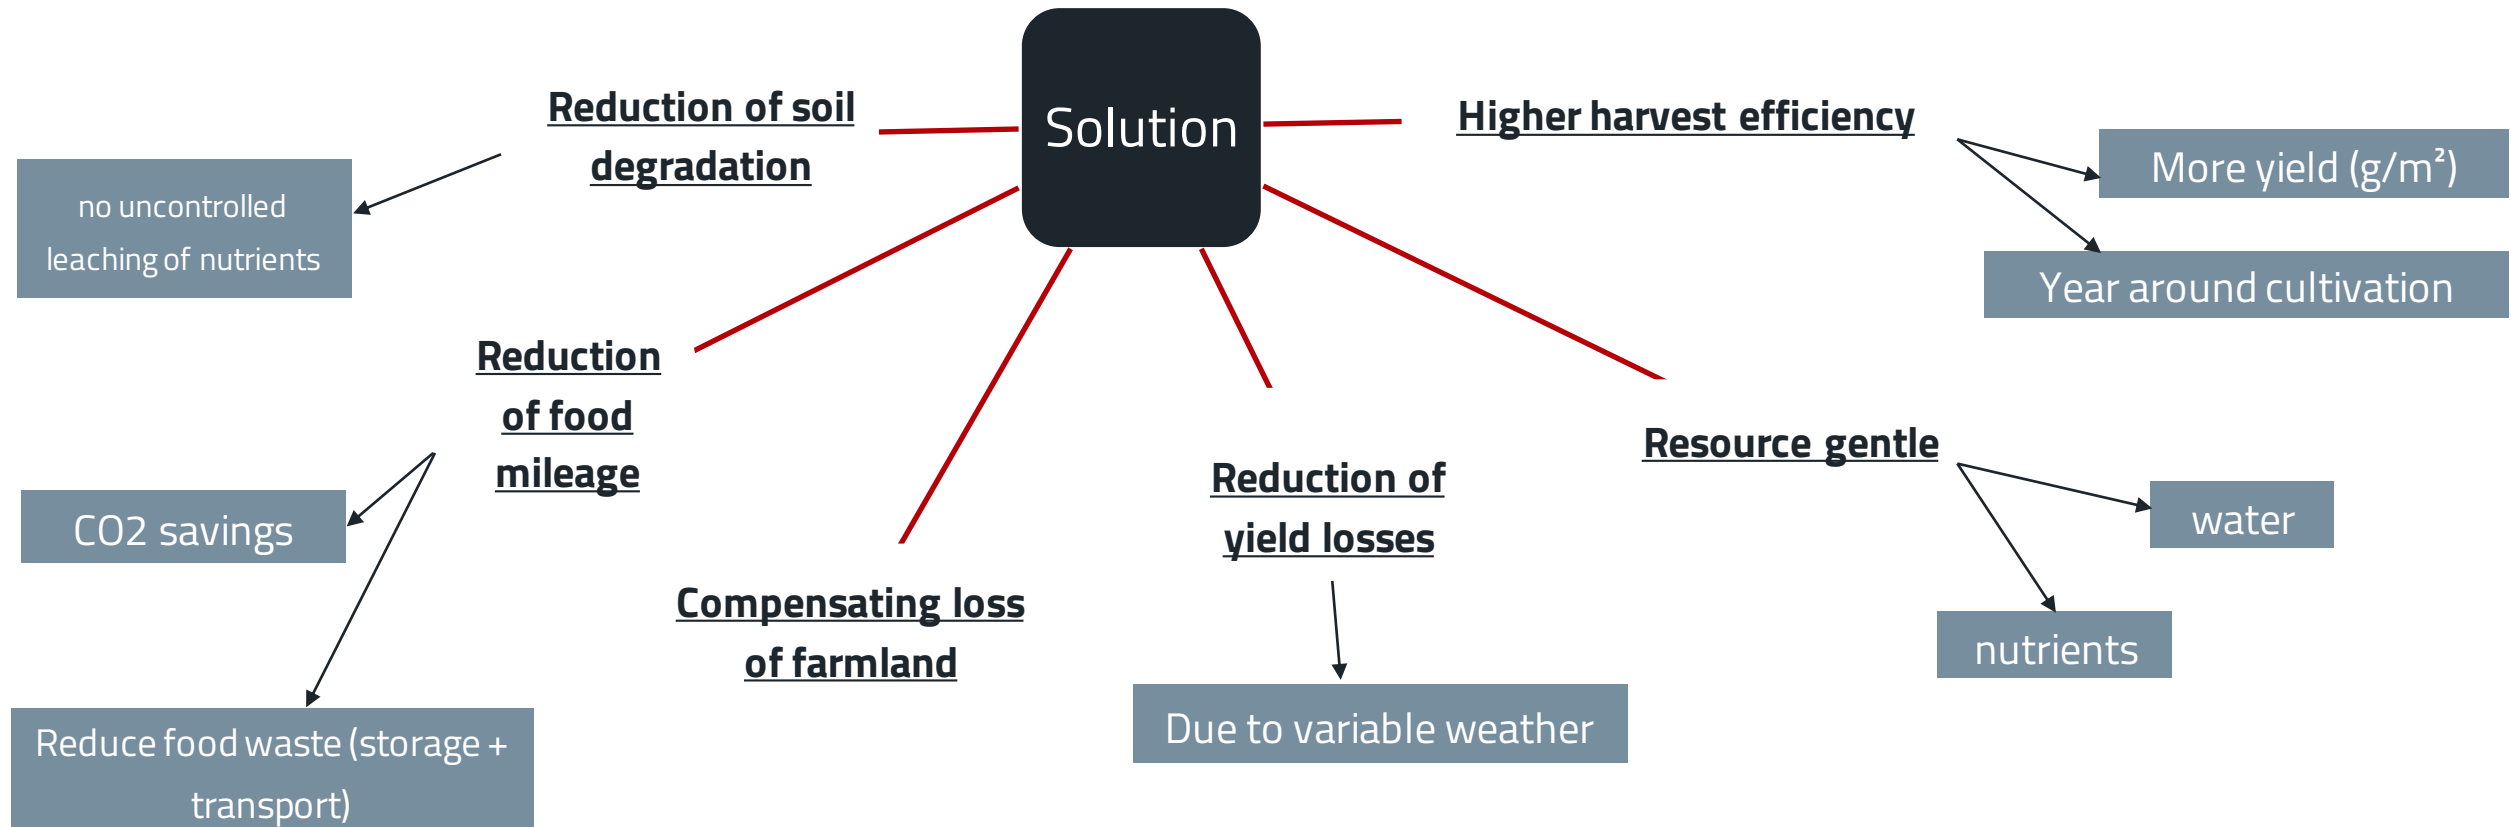 Solution
Reduction of soil
degradation
no uncontrolled
leaching of nutrients
Reduction
of food
mileage
CO2 savings
Reduce food waste (storage +
transport)
Compensating loss
of farmland
Reduction of
yield losses
Due to variable weather
Resource gentle
water
nutrients
Higher harvest efficiency
More yield (g/m²)
Year around cultivation